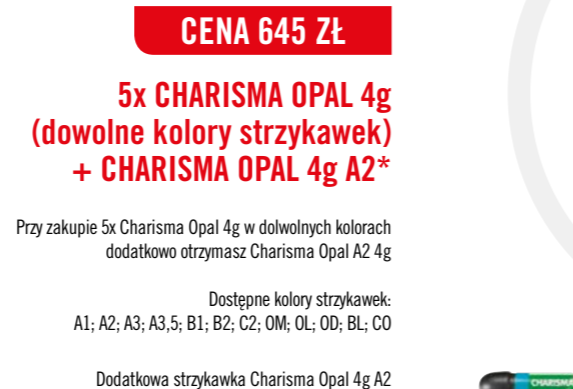 CENA 645 ZŁ
5x CHARISMA OPAL 4g
(dowolne kolory strzykawek)
+ CHARISMA OPAL 4g A2*
Przy zakupie 5x Charisma Opal 4g w dolwolnych kolorach
dodatkowo otrzymasz Charisma Opal A2 4g
Dostępne kolory strzykawek:
A1; A2; A3; A3,5; B1; B2; C2; OM; OL; OD; BL; CO
Dodatkowa strzykawka Charisma Opal 4g A2
CHARISMA